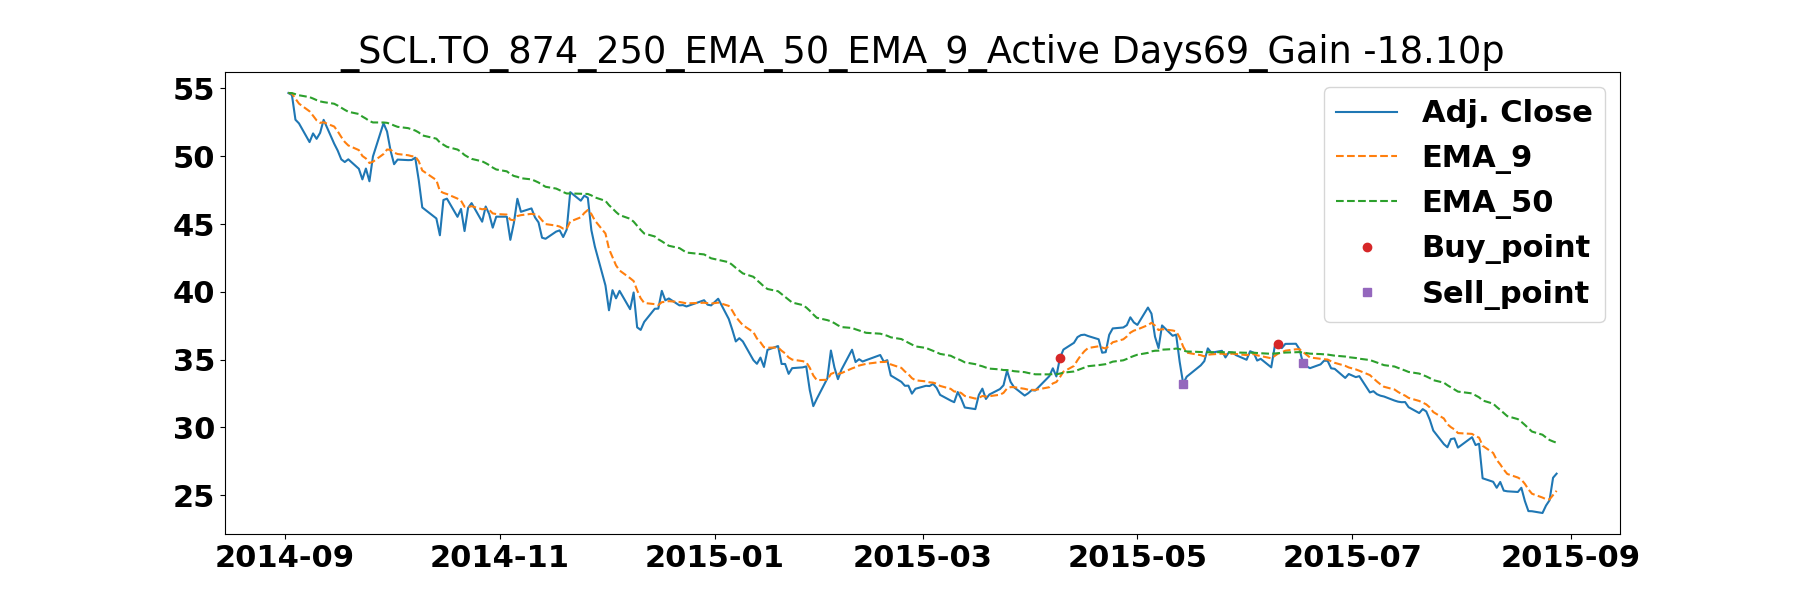 _SCL.TO_874_250_EMA_50_EMA_9_Active Days69_Gain -18.10p
55
50
45
40
35
30
25
Adj. Close
EMA_9
EMA_50
Buy_point
Sell_point
2014-09 2014-11 2015-01 2015-03 2015-05 2015-07 2015-09